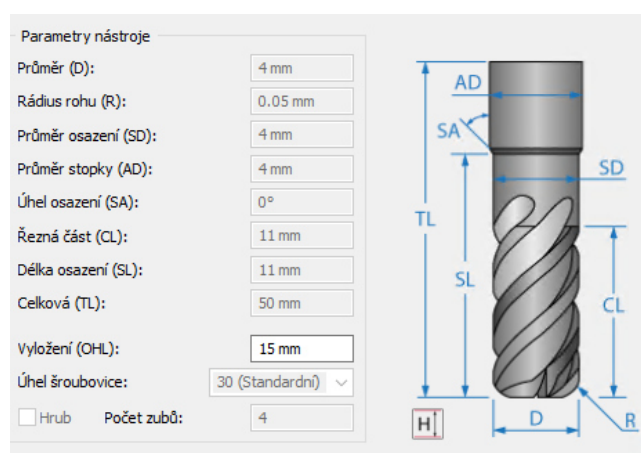 Parametry nástroje
Průměr (D): 4 mm
Rádius rohu (R): 0.05 mm
Průměr osazení (SD): 4 mm
Průměr stopky (AD): 4 mm
Úhel osazení (SA): 0°
Řezná část (CL): 11 mm
Délka osazení (SL): 11 mm
Celková (TL): 50 mm
Vyložení (OHL): 15 mm
Úhel šroubovice: 30 (Standardní)
Hrub Počet zubů: 4
AD
SA
SD
TL
SL
CL
H
D
R